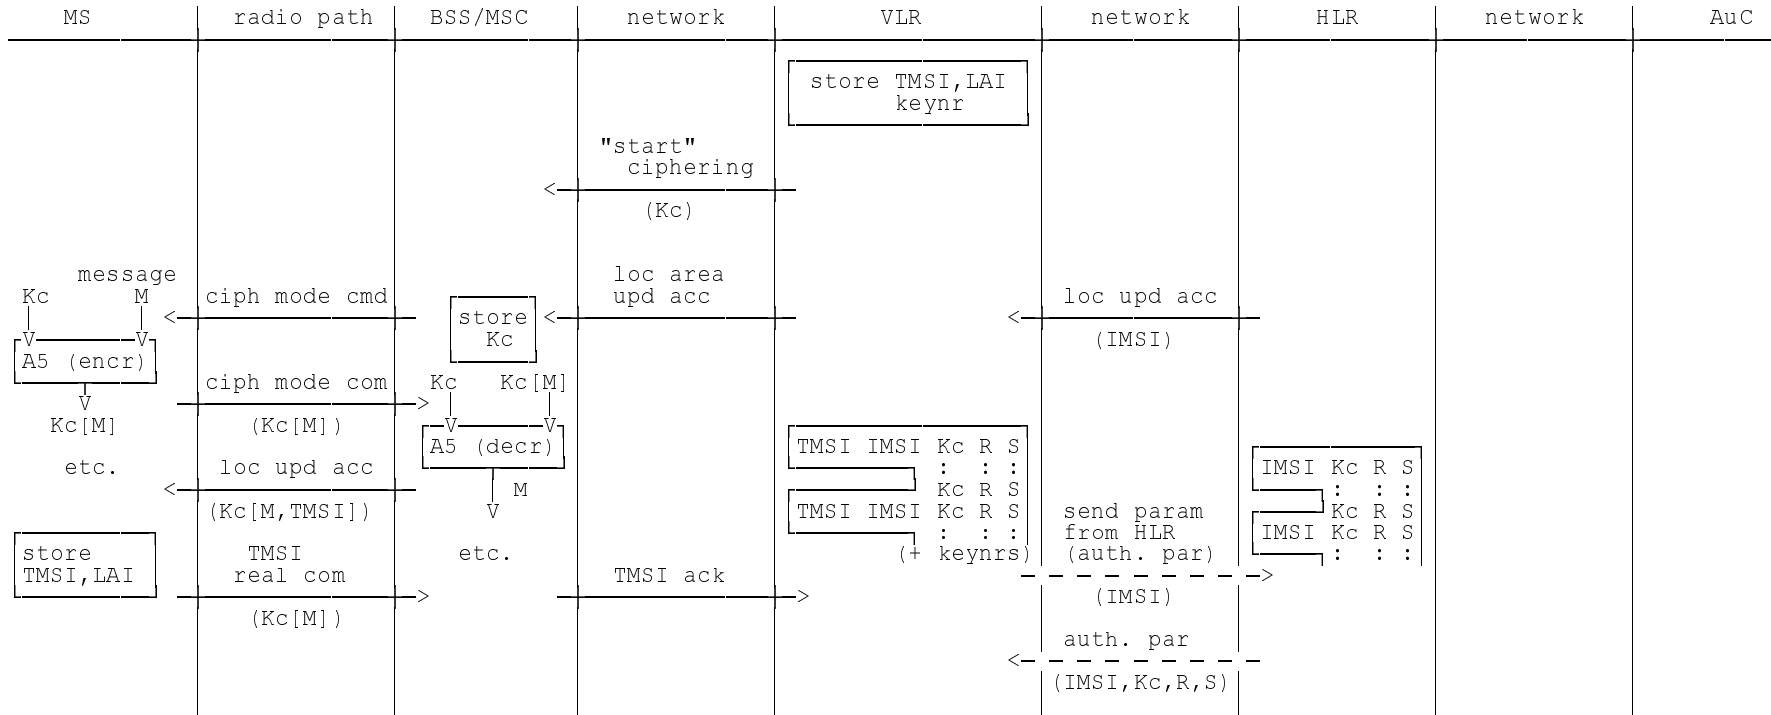 MS radio path BSS/MSC network VLR network HLR network AuC
store TMSI,LAI
keynr
"start"
ciphering
<
(Kc)
message loc area
Kc M ciph mode cmd upd acc loc upd acc
< store < <
V V Kc (IMSI)
A5 (encr)
ciph mode com Kc Kc[M]
V >
Kc[M] (Kc[M]) V V
A5 (decr) TMSI IMSI Kc R S
etc. loc upd acc : : : IMSI Kc R S
< M Kc R S : : :
(Kc[M,TMSI]) V TMSI IMSI Kc R S send param Kc R S
: : : from HLR IMSI Kc R S
store TMSI etc. (+ keynrs) (auth. par) : : :
TMSI,LAI real com TMSI ack >
> > (IMSI)
(Kc[M])
auth. par
<
(IMSI,Kc,R,S)